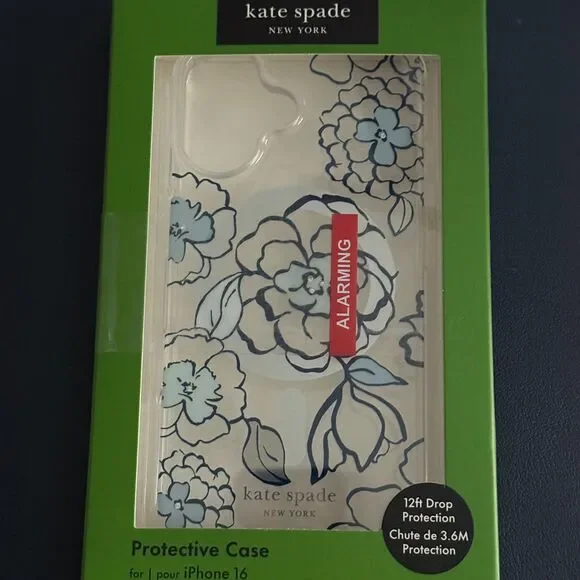 kate spade
NEW YORK
ALARMING
kate spade
NEW YORK
12ft Drop
Protection
Chute de 3.6M
Protection
Protective Case
for | pour iPhone 16